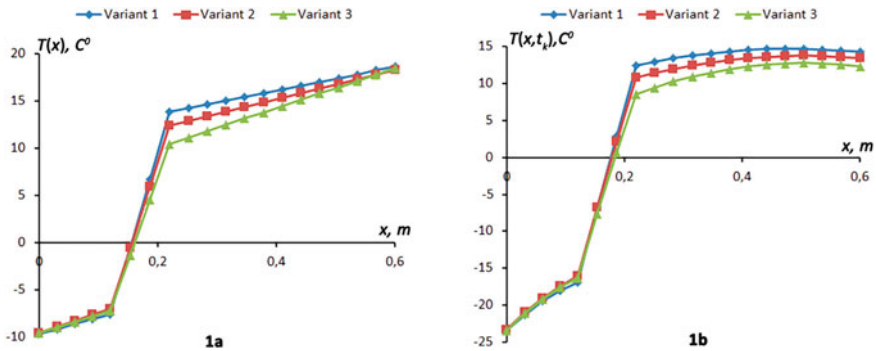 Variant 1 Variant 2 Variant 3
T(x), C⁰
20
15
10
5
0
-5
-10
0 0,2 0,4 0,6
x, m
1a
Variant 1 Variant 2 Variant 3
T(x,tₖ),C⁰
15
10
5
0
-5
-10
-15
-20
-25
0 0,2 0,4 0,6
x, m
1b